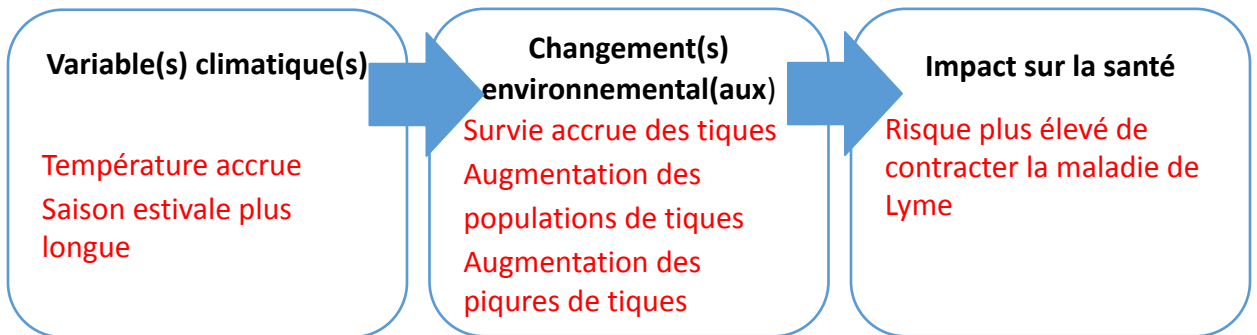 Variable(s) climatique(s)
Température accrue
Saison estivale plus
longue
Changement(s)
environnemental(aux)
Survie accrue des tiques
Augmentation des
populations de tiques
Augmentation des
piqures de tiques
Impact sur la santé
Risque plus élevé de
contracter la maladie de
Lyme